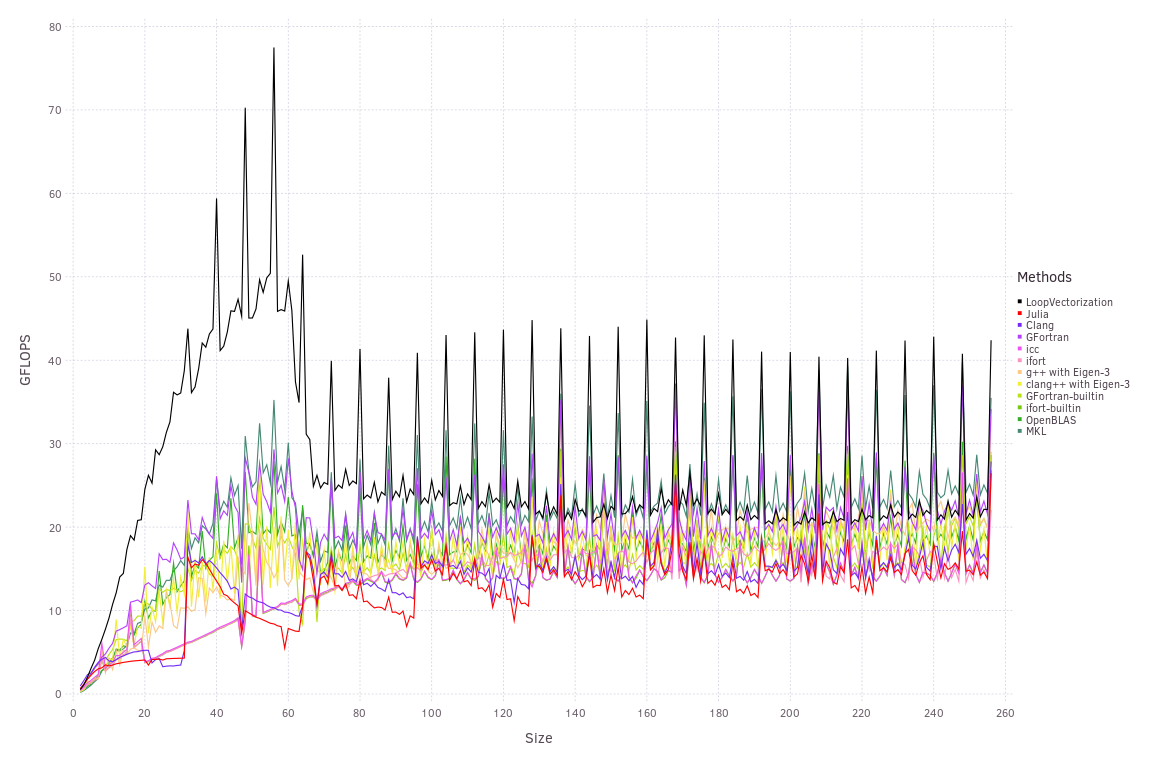 80
70
60
50
40
30
20
10
0
GFLOPS
0 20 40 60 80 100 120 140 160 180 200 220 240 260
Size
Methods
LoopVectorization
Julia
Clang
GFortran
icc
ifort
g++ with Eigen-3
clang++ with Eigen-3
GFortran-builtin
ifort-builtin
OpenBLAS
MKL